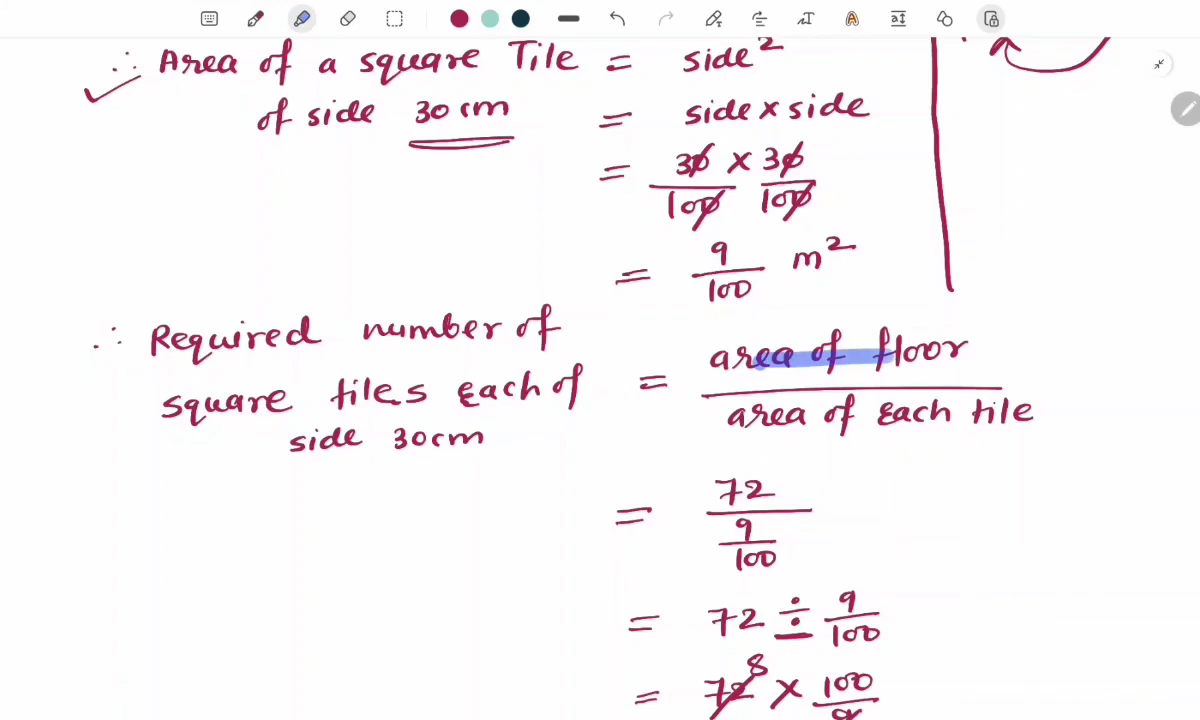 ∴ Area of a square Tile = side²
of side 30 cm = side × side
= 30/100 × 30/100
= 9/100 m²
∴ Required number of
square tiles each of = area of floor / area of each tile
side 30cm
= 72 / (9/100)
= 72 ÷ 9/100
= 72 8 × 100/9